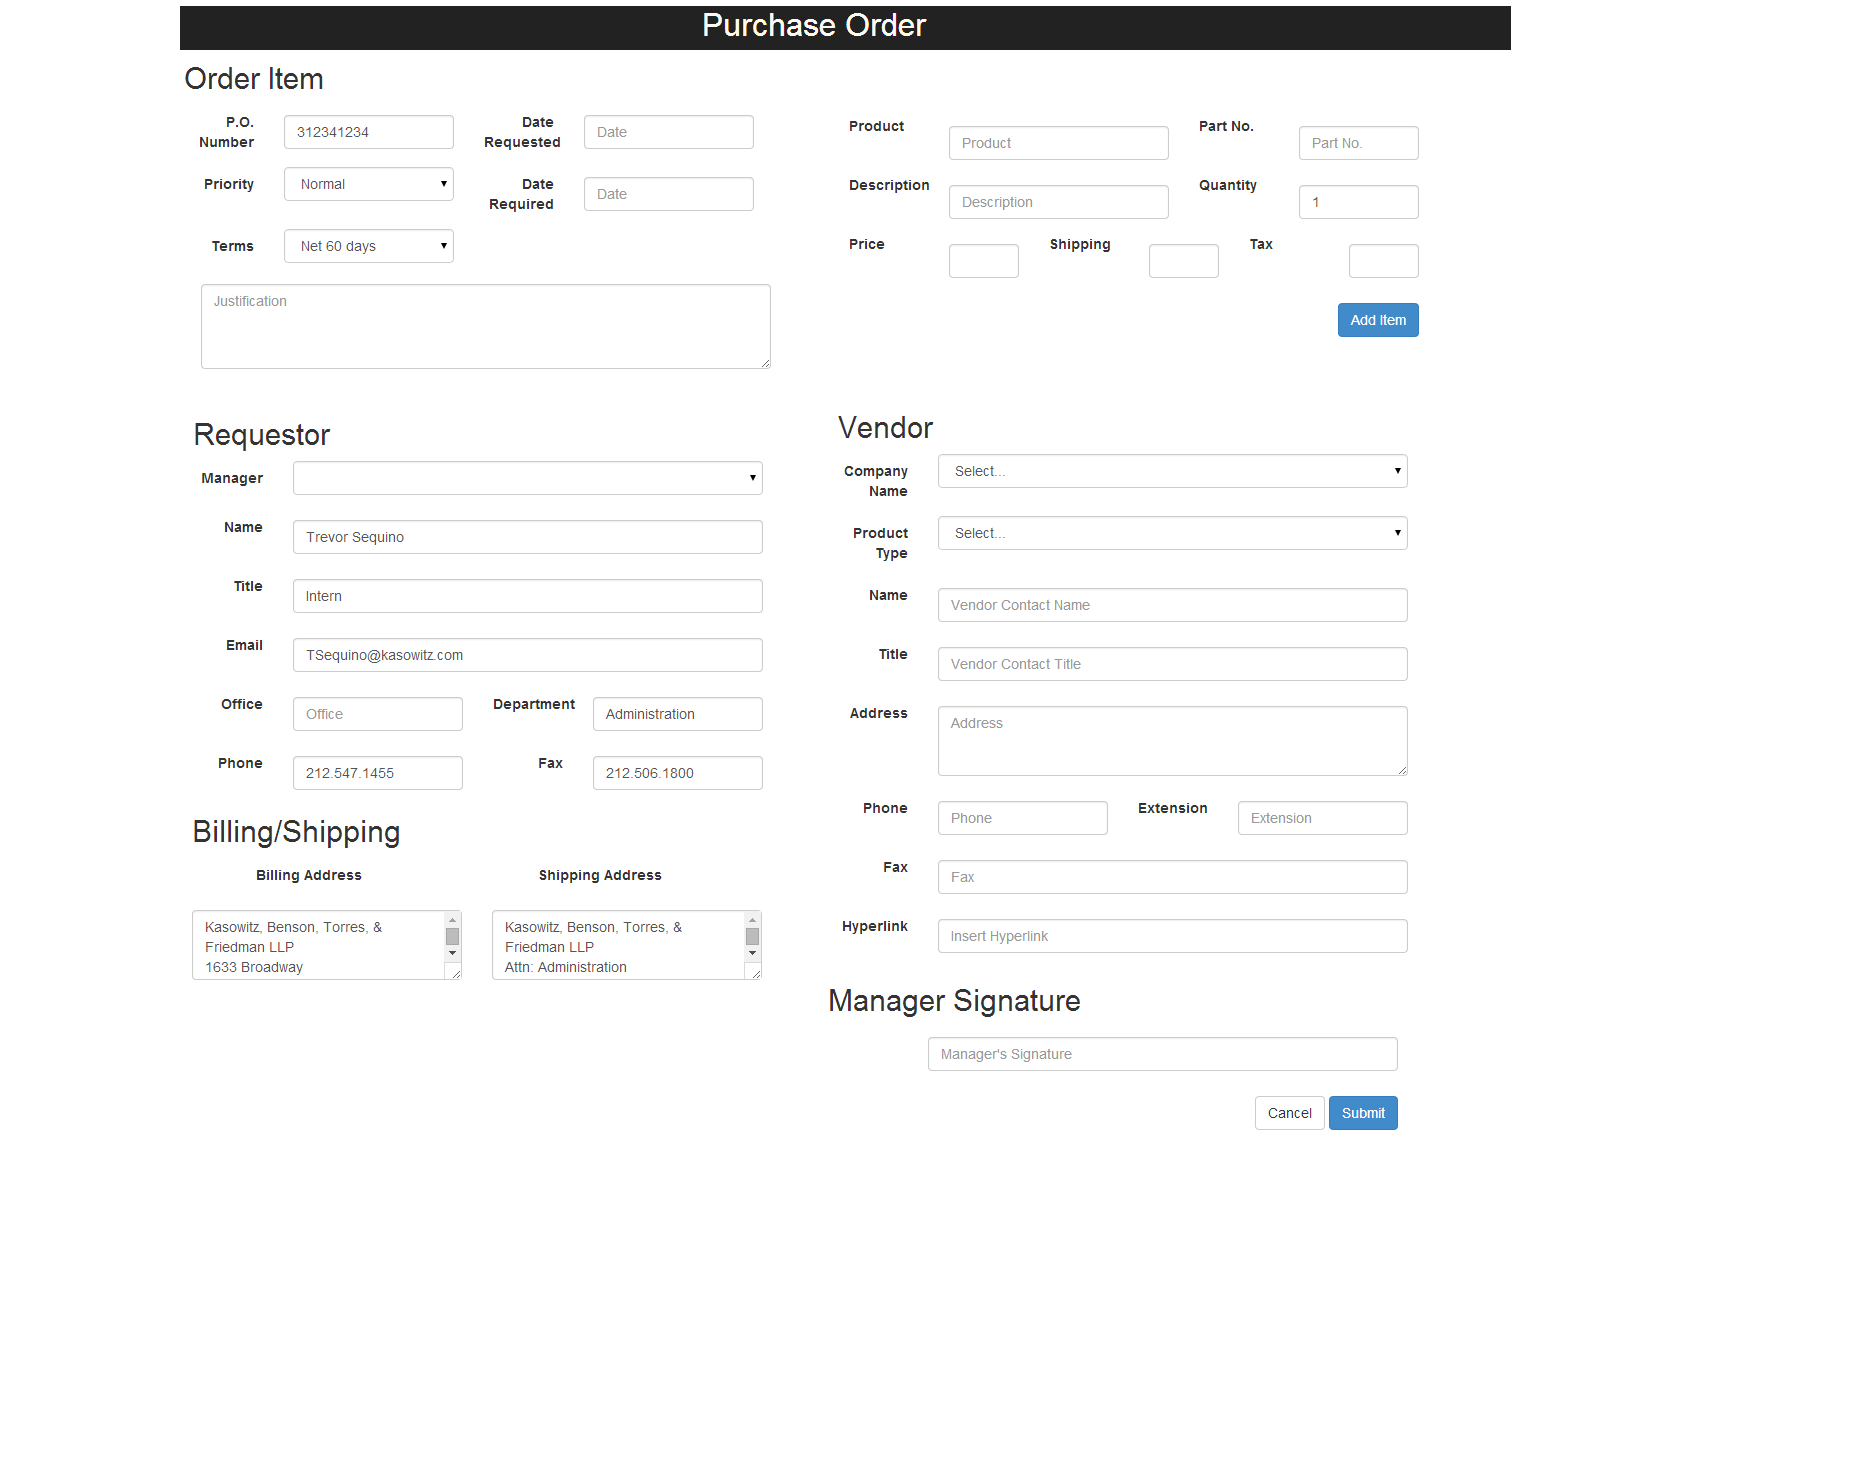 Purchase Order
Order Item
P.O. Number
312341234
Date Requested
Date
Priority
Normal
Date Required
Date
Terms
Net 60 days
Justification
Product
Product
Part No.
Part No.
Description
Description
Quantity
1
Price
Shipping
Tax
Add Item
Requestor
Manager
Name
Trevor Sequino
Title
Intern
Email
TSequino@kasowitz.com
Office
Office
Department
Administration
Phone
212.547.1455
Fax
212.506.1800
Billing/Shipping
Billing Address
Shipping Address
Kasowitz, Benson, Torres, &
Friedman LLP
1633 Broadway
Kasowitz, Benson, Torres, &
Friedman LLP
Attn: Administration
Vendor
Company Name
Select...
Product Type
Select...
Name
Vendor Contact Name
Title
Vendor Contact Title
Address
Address
Phone
Phone
Extension
Extension
Fax
Fax
Hyperlink
Insert Hyperlink
Manager Signature
Manager's Signature
Cancel
Submit